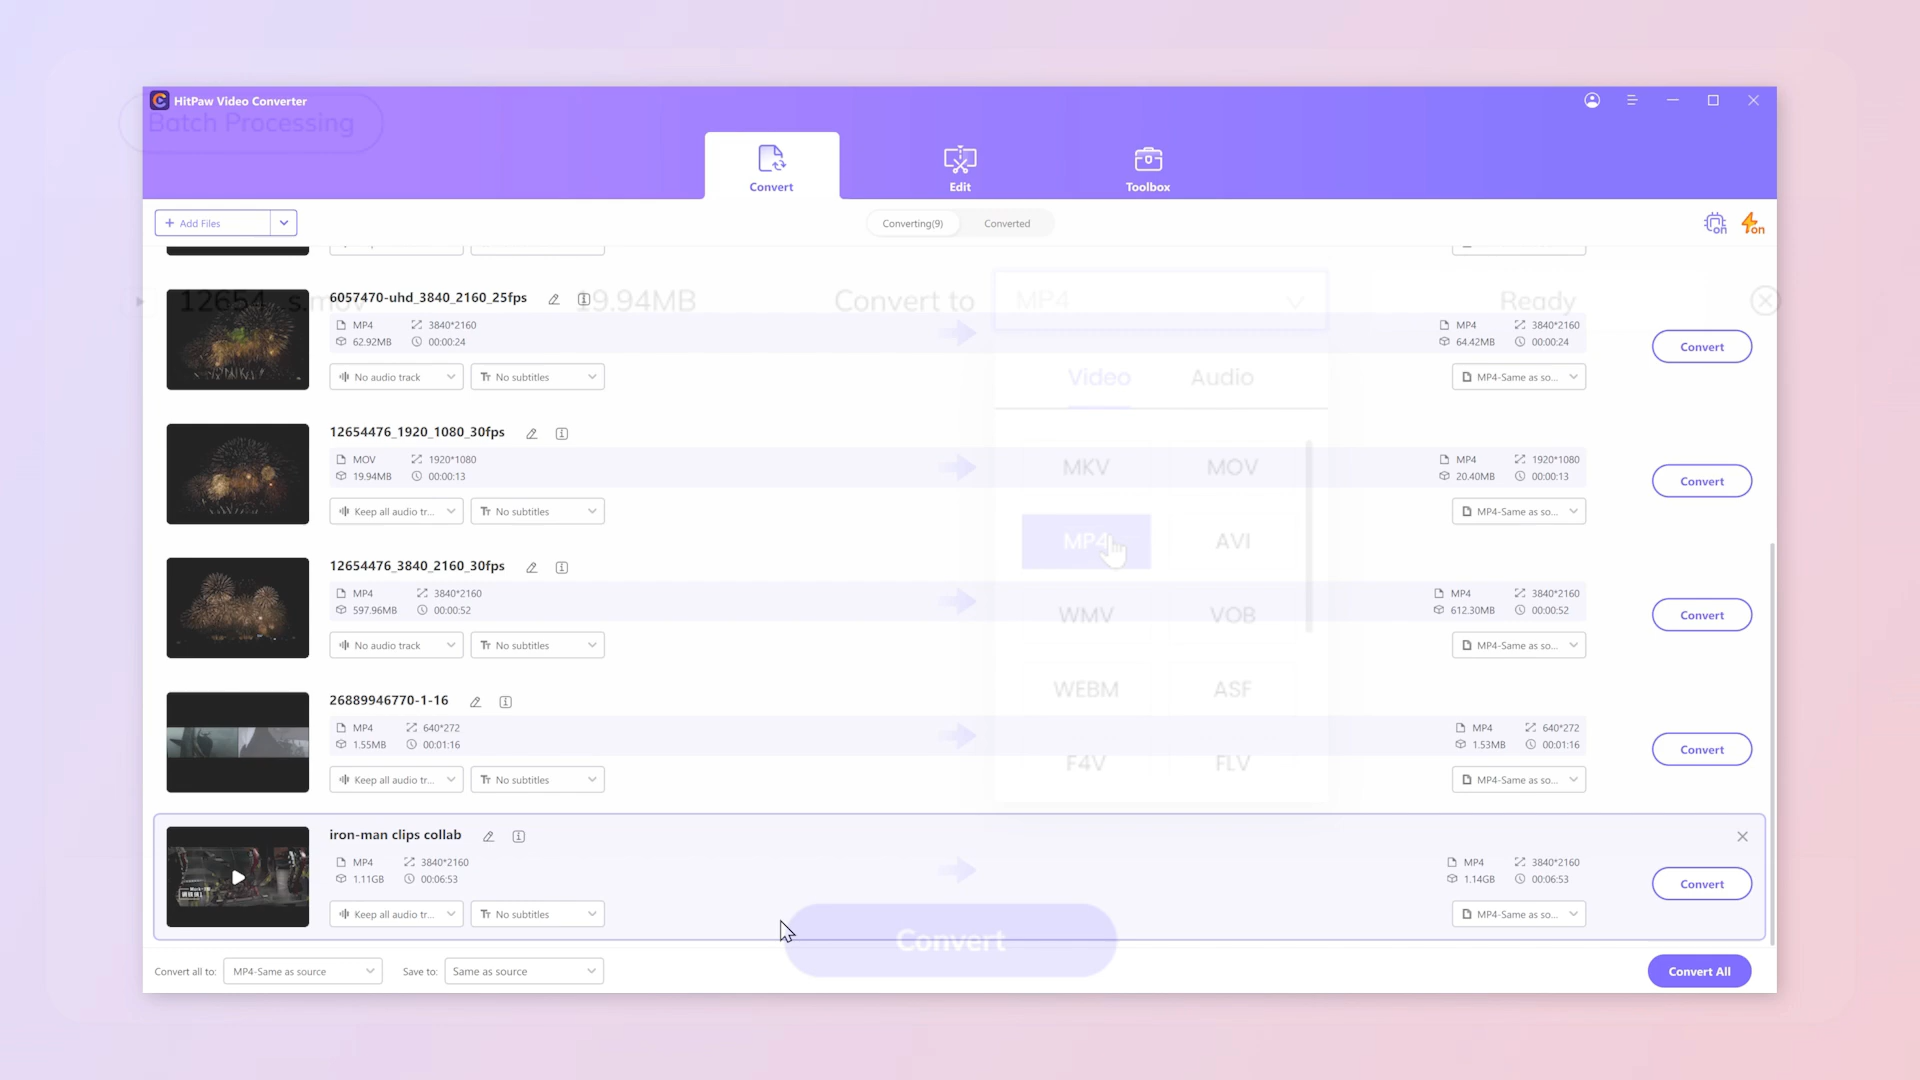 HitPaw Video Converter
Batch Processing
Convert
Edit
Toolbox
+ Add Files
Converting(9)
Converted
on
on
12654...s.mov
19.94MB
Convert to
MP4
Ready
Video
Audio
MKV
MOV
MP4
AVI
WMV
VOB
WEBM
ASF
F4V
FLV
Convert
6057470-uhd_3840_2160_25fps
MP4 3840*2160
62.92MB 00:00:24
No audio track
No subtitles
MP4 3840*2160
64.42MB 00:00:24
MP4-Same as so...
Convert
12654476_1920_1080_30fps
MOV 1920*1080
19.94MB 00:00:13
Keep all audio tr...
No subtitles
MP4 1920*1080
20.40MB 00:00:13
MP4-Same as so...
Convert
12654476_3840_2160_30fps
MP4 3840*2160
597.96MB 00:00:52
No audio track
No subtitles
MP4 3840*2160
612.30MB 00:00:52
MP4-Same as so...
Convert
26889946770-1-16
MP4 640*272
1.55MB 00:01:16
Keep all audio tr...
No subtitles
MP4 640*272
1.53MB 00:01:16
MP4-Same as so...
Convert
iron-man clips collab
MP4 3840*2160
1.11GB 00:06:53
Keep all audio tr...
No subtitles
MP4 3840*2160
1.14GB 00:06:53
MP4-Same as so...
Convert
Convert all to: MP4-Same as source
Save to: Same as source
Convert All